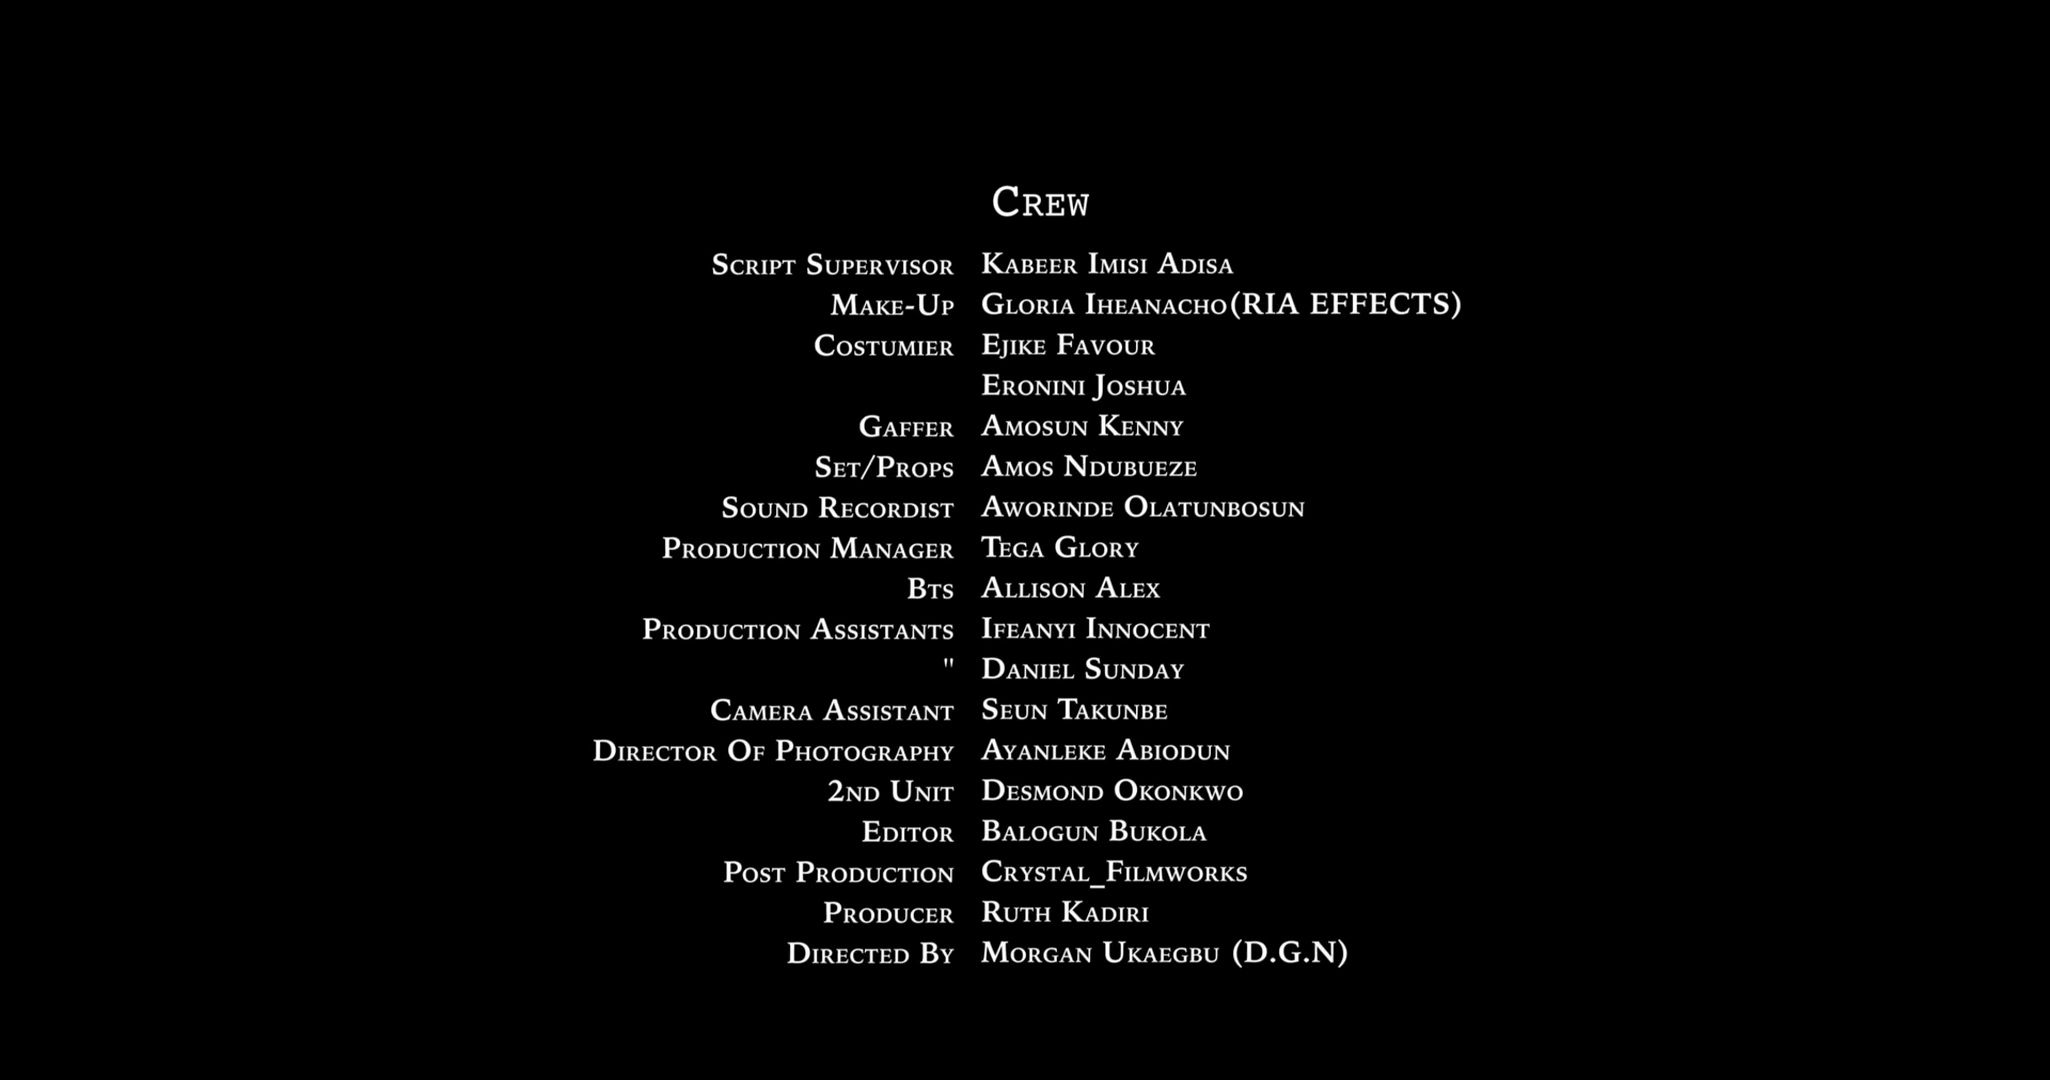 Crew
Script Supervisor Kabeer Imisi Adisa
Make-Up Gloria Iheanacho(RIA EFFECTS)
Costumier Ejike Favour
Eronini Joshua
Gaffer Amosun Kenny
Set/Props Amos Ndubueze
Sound Recordist Aworinde Olatunbosun
Production Manager Tega Glory
Bts Allison Alex
Production Assistants Ifeanyi Innocent
" Daniel Sunday
Camera Assistant Seun Takunbe
Director Of Photography Ayanleke Abiodun
2nd Unit Desmond Okonkwo
Editor Balogun Bukola
Post Production Crystal_Filmworks
Producer Ruth Kadiri
Directed By Morgan Ukaegbu (D.G.N)